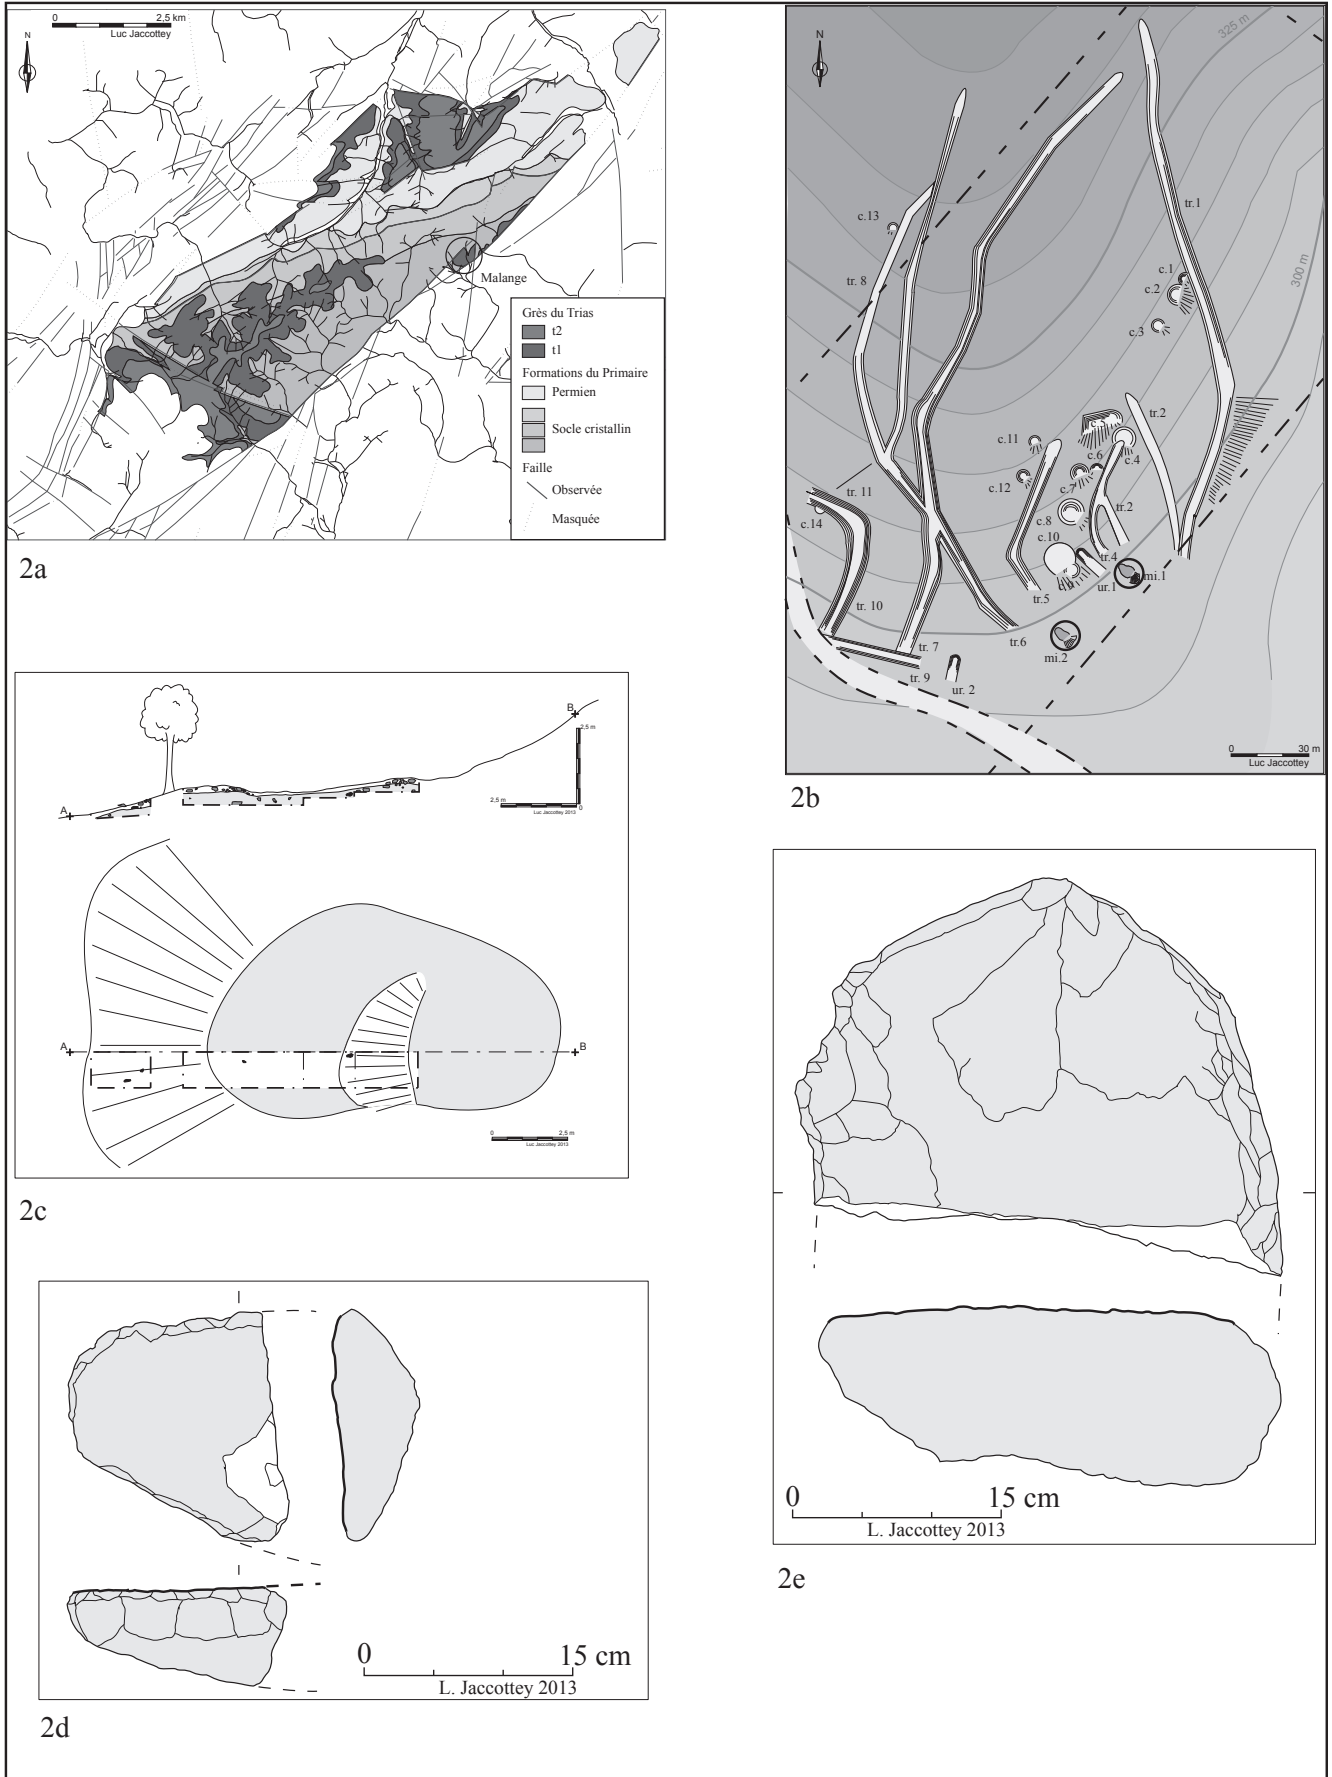 0 2,5 km
Luc Jaccottey
N
Malange
Grès du Trias
t2
t1
Formations du Primaire
Permien
Socle cristallin
Faille
Observée
Masquée
2a
N
325 m
300 m
tr.1
c.13
c.1
c.2
c.3
tr. 8
tr.2
c.11
c.6
c.4
c.12
c.7
tr. 11
tr.2
c.14
c.8
c.10
tr.4
mi.1
ur.1
tr.5
tr. 10
tr.6
tr. 7
mi.2
tr. 9
ur. 2
0 30 m
Luc Jaccottey
2b
B
2,5 m
A
2,5 m
0
Luc Jaccottey 2013
A
B
0 2,5 m
Luc Jaccottey 2013
2c
0 15 cm
L. Jaccottey 2013
2e
0 15 cm
L. Jaccottey 2013
2d